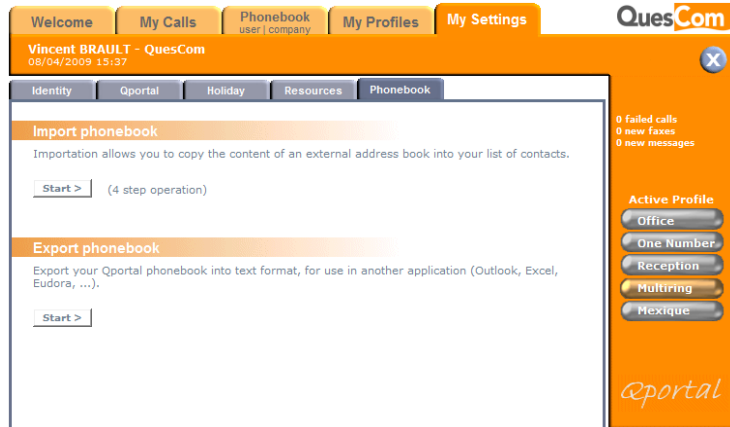 Welcome
My Calls
Phonebook
user | company
My Profiles
My Settings
QuesCom
Vincent BRAULT - QuesCom
08/04/2009 15:37
X
Identity
Qportal
Holiday
Resources
Phonebook
Import phonebook
Importation allows you to copy the content of an external address book into your list of contacts.
Start >
(4 step operation)
Export phonebook
Export your Qportal phonebook into text format, for use in another application (Outlook, Excel,
Eudora, ...).
Start >
0 failed calls
0 new faxes
0 new messages
Active Profile
Office
One Number
Reception
Multiring
Mexique
Qportal